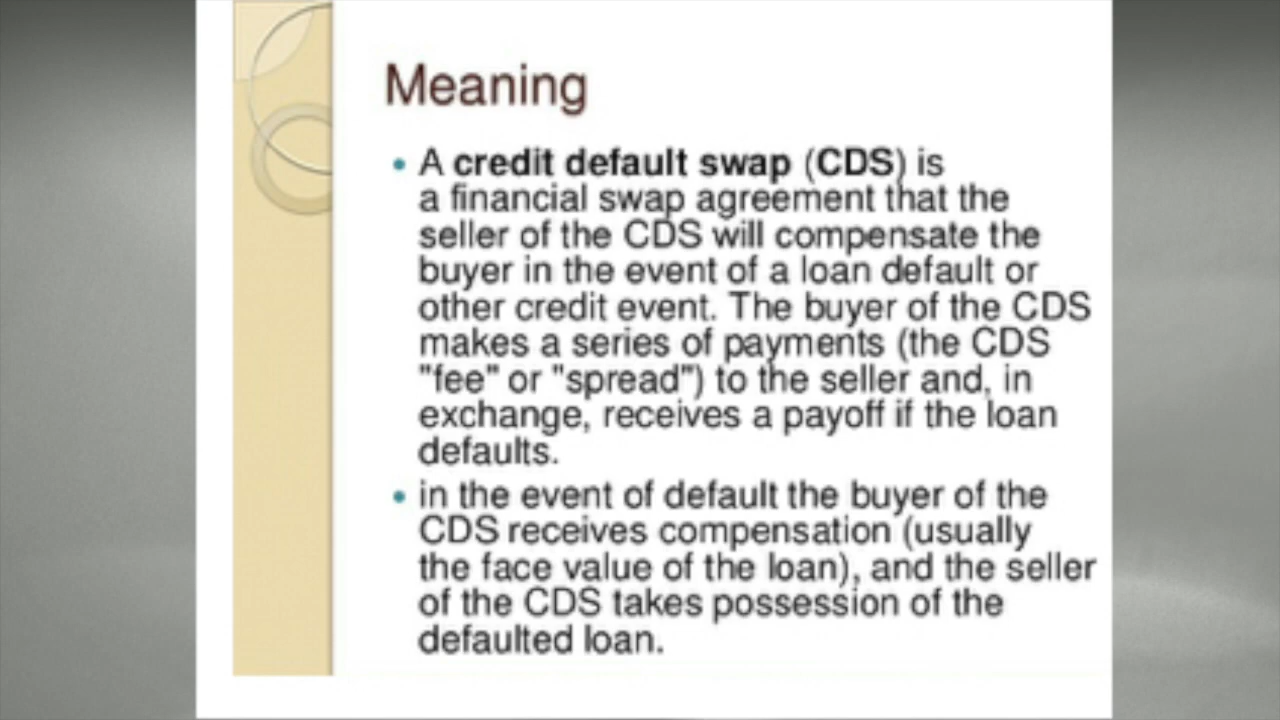 Meaning
• A credit default swap (CDS) is
a financial swap agreement that the
seller of the CDS will compensate the
buyer in the event of a loan default or
other credit event. The buyer of the CDS
makes a series of payments (the CDS
"fee" or "spread") to the seller and, in
exchange, receives a payoff if the loan
defaults.
• in the event of default the buyer of the
CDS receives compensation (usually
the face value of the loan), and the seller
of the CDS takes possession of the
defaulted loan.